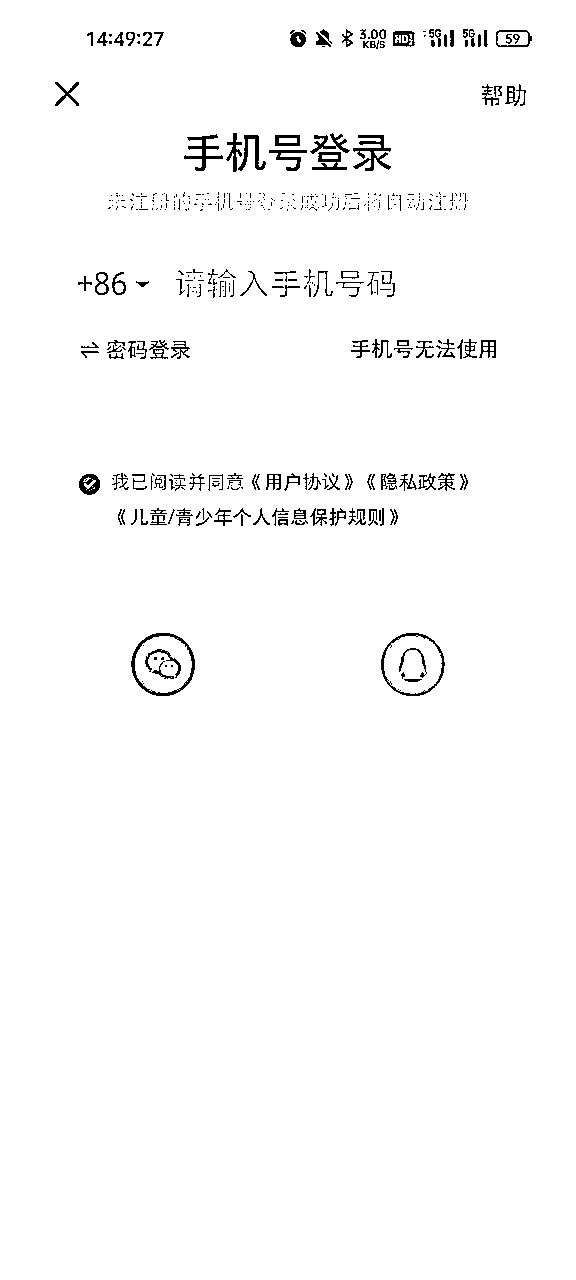 14:49:27 3.00 KB/S HD 5G 5G 59
帮助
手机号登录
未注册的手机号登录成功后将自动注册
+86 请输入手机号码
密码登录 手机号无法使用
我已阅读并同意《用户协议》《隐私政策》
《儿童/青少年个人信息保护规则》